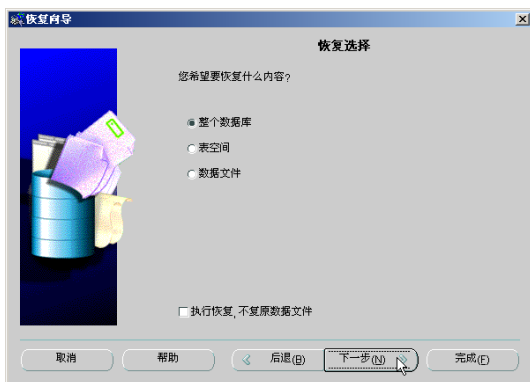 恢复向导
恢复选择
您希望要恢复什么内容?
整个数据库
表空间
数据文件
执行恢复, 不复原数据文件
取消
帮助
后退(B)
下一步(N)
完成(F)